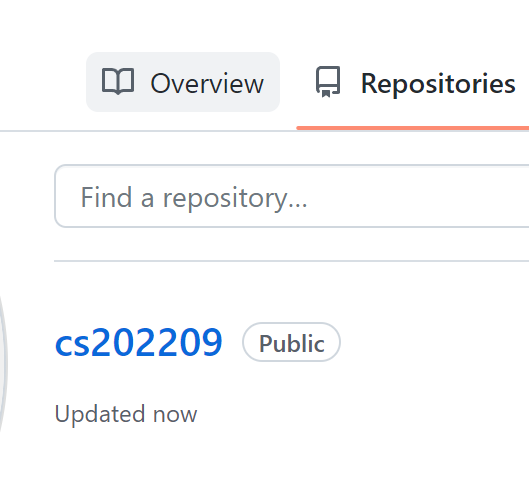 Overview Repositories
Find a repository...
cs202209 Public
Updated now